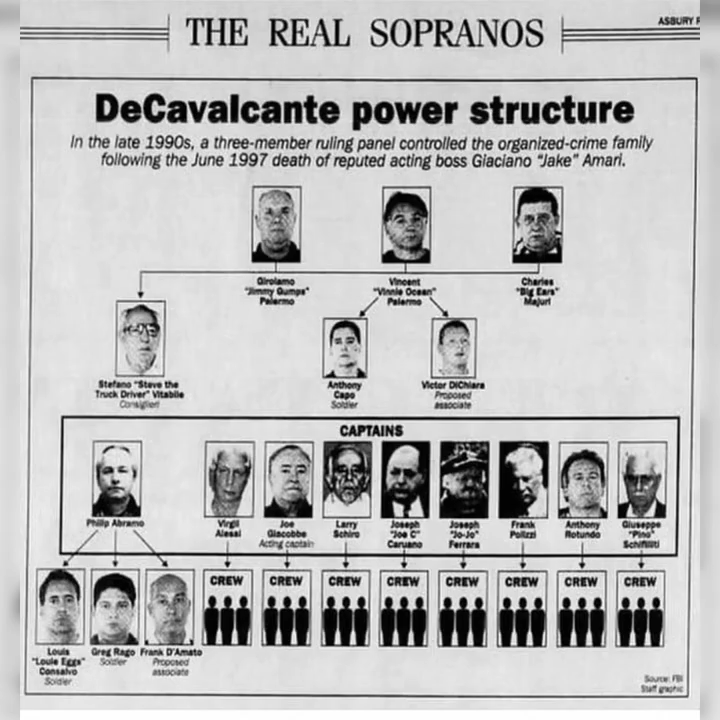 ASBURY P
THE REAL SOPRANOS
DeCavalcante power structure
In the late 1990s, a three-member ruling panel controlled the organized-crime family
following the June 1997 death of reputed acting boss Giaciano "Jake" Amari.
Girolamo
"Jimmy Gumps"
Palermo
Vincent
"Vinnie Ocean"
Palermo
Charles
"Big Ears"
Majuri
Stefano "Steve the
Truck Driver" Vitabile
Consiglieri
Anthony
Capo
Soldier
Victor DiChiara
Proposed
associate
CAPTAINS
Philip Abramo
Virgil
Alessi
Joe
Giacobbe
Acting captain
Larry
Schiro
Joseph
"Joe C"
Caruano
Joseph
"Jo-Jo"
Ferrara
Frank
Polizzi
Anthony
Rotundo
Giuseppe
"Pino"
Schifilliti
CREW
CREW
CREW
CREW
CREW
CREW
CREW
CREW
Louis
"Louie Eggs"
Consalvo
Soldier
Greg Rago
Soldier
Frank D'Amato
Proposed
associate
Source: FBI
Staff graphic